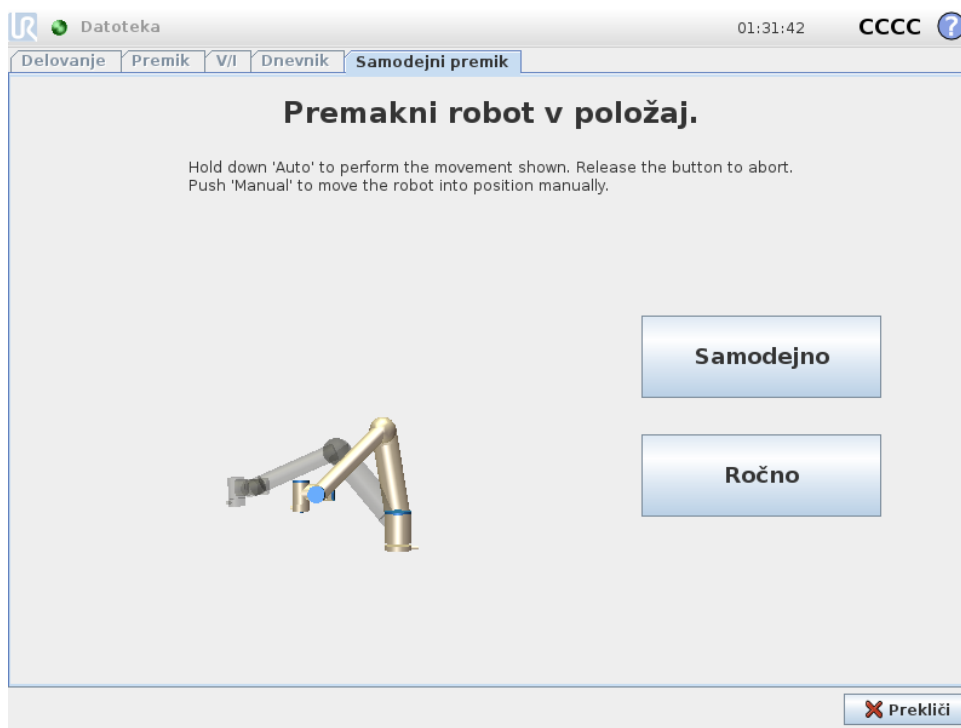 UR Datoteka 01:31:42 CCCC ?
Delovanje Premik V/I Dnevnik Samodejni premik
Premakni robot v položaj.
Hold down 'Auto' to perform the movement shown. Release the button to abort.
Push 'Manual' to move the robot into position manually.
Samodejno
Ročno
Prekliči